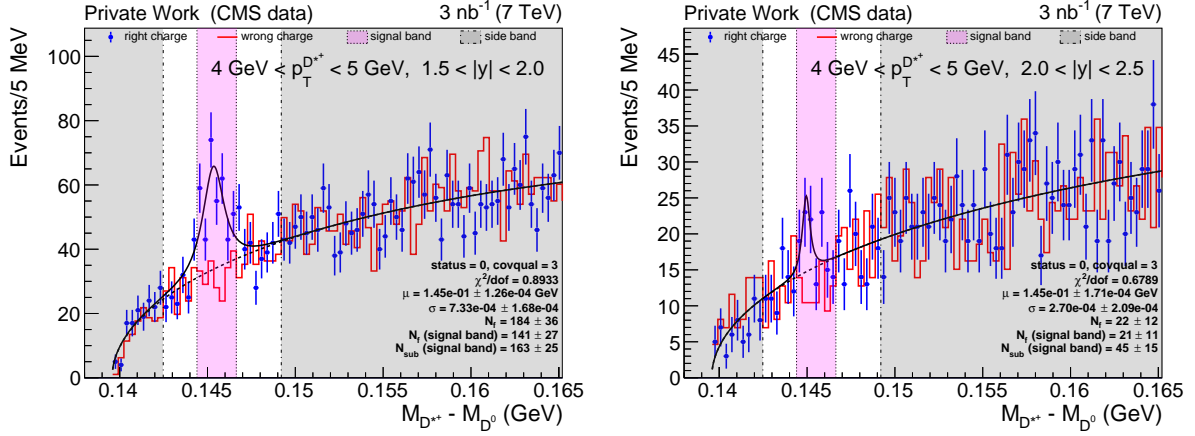 Private Work (CMS data) 3 nb⁻¹ (7 TeV)
right charge wrong charge signal band side band
4 GeV < p_T^{D*+} < 5 GeV, 1.5 < |y| < 2.0
Events/5 MeV
100
80
60
40
20
0
status = 0, covqual = 3
χ²/dof = 0.8933
μ = 1.45e-01 ± 1.26e-04 GeV
σ = 7.33e-04 ± 1.68e-04
N_f = 184 ± 36
N_f (signal band) = 141 ± 27
N_sub (signal band) = 163 ± 25
0.14 0.145 0.15 0.155 0.16 0.165
M_{D*+} - M_{D⁰} (GeV)
Private Work (CMS data) 3 nb⁻¹ (7 TeV)
right charge wrong charge signal band side band
4 GeV < p_T^{D*+} < 5 GeV, 2.0 < |y| < 2.5
Events/5 MeV
45
40
35
30
25
20
15
10
5
0
status = 0, covqual = 3
χ²/dof = 0.6789
μ = 1.45e-01 ± 1.71e-04 GeV
σ = 2.70e-04 ± 2.09e-04
N_f = 22 ± 12
N_f (signal band) = 21 ± 11
N_sub (signal band) = 45 ± 15
0.14 0.145 0.15 0.155 0.16 0.165
M_{D*+} - M_{D⁰} (GeV)